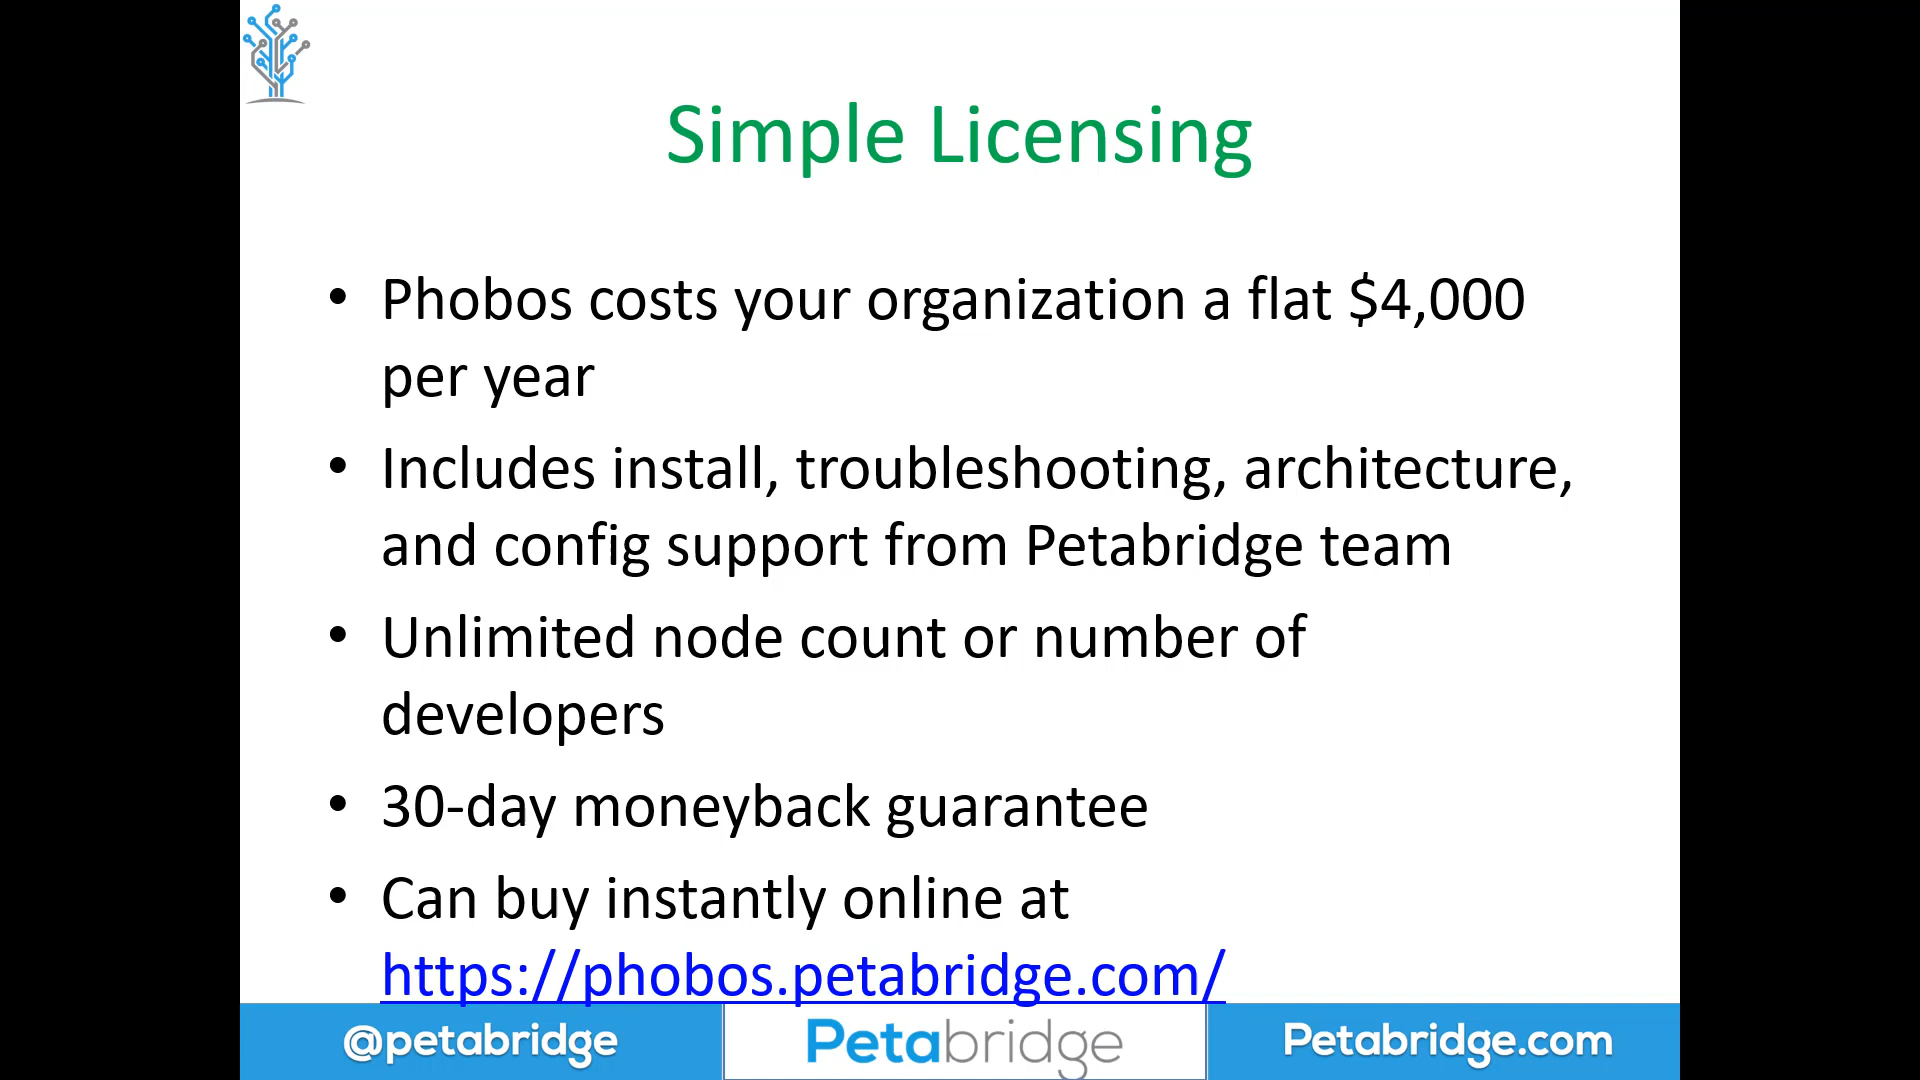 Simple Licensing
• Phobos costs your organization a flat $4,000
per year
• Includes install, troubleshooting, architecture,
and config support from Petabridge team
• Unlimited node count or number of
developers
• 30-day moneyback guarantee
• Can buy instantly online at
https://phobos.petabridge.com/
@petabridge
Petabridge
Petabridge.com